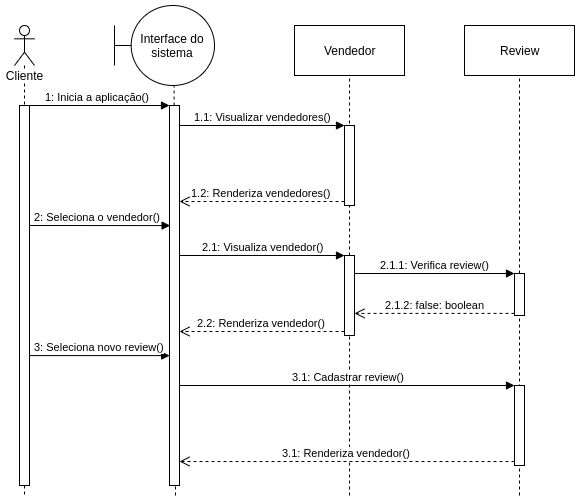 Cliente
Interface do
sistema
Vendedor
Review
1: Inicia a aplicação()
1.1: Visualizar vendedores()
1.2: Renderiza vendedores()
2: Seleciona o vendedor()
2.1: Visualiza vendedor()
2.1.1: Verifica review()
2.1.2: false: boolean
2.2: Renderiza vendedor()
3: Seleciona novo review()
3.1: Cadastrar review()
3.1: Renderiza vendedor()